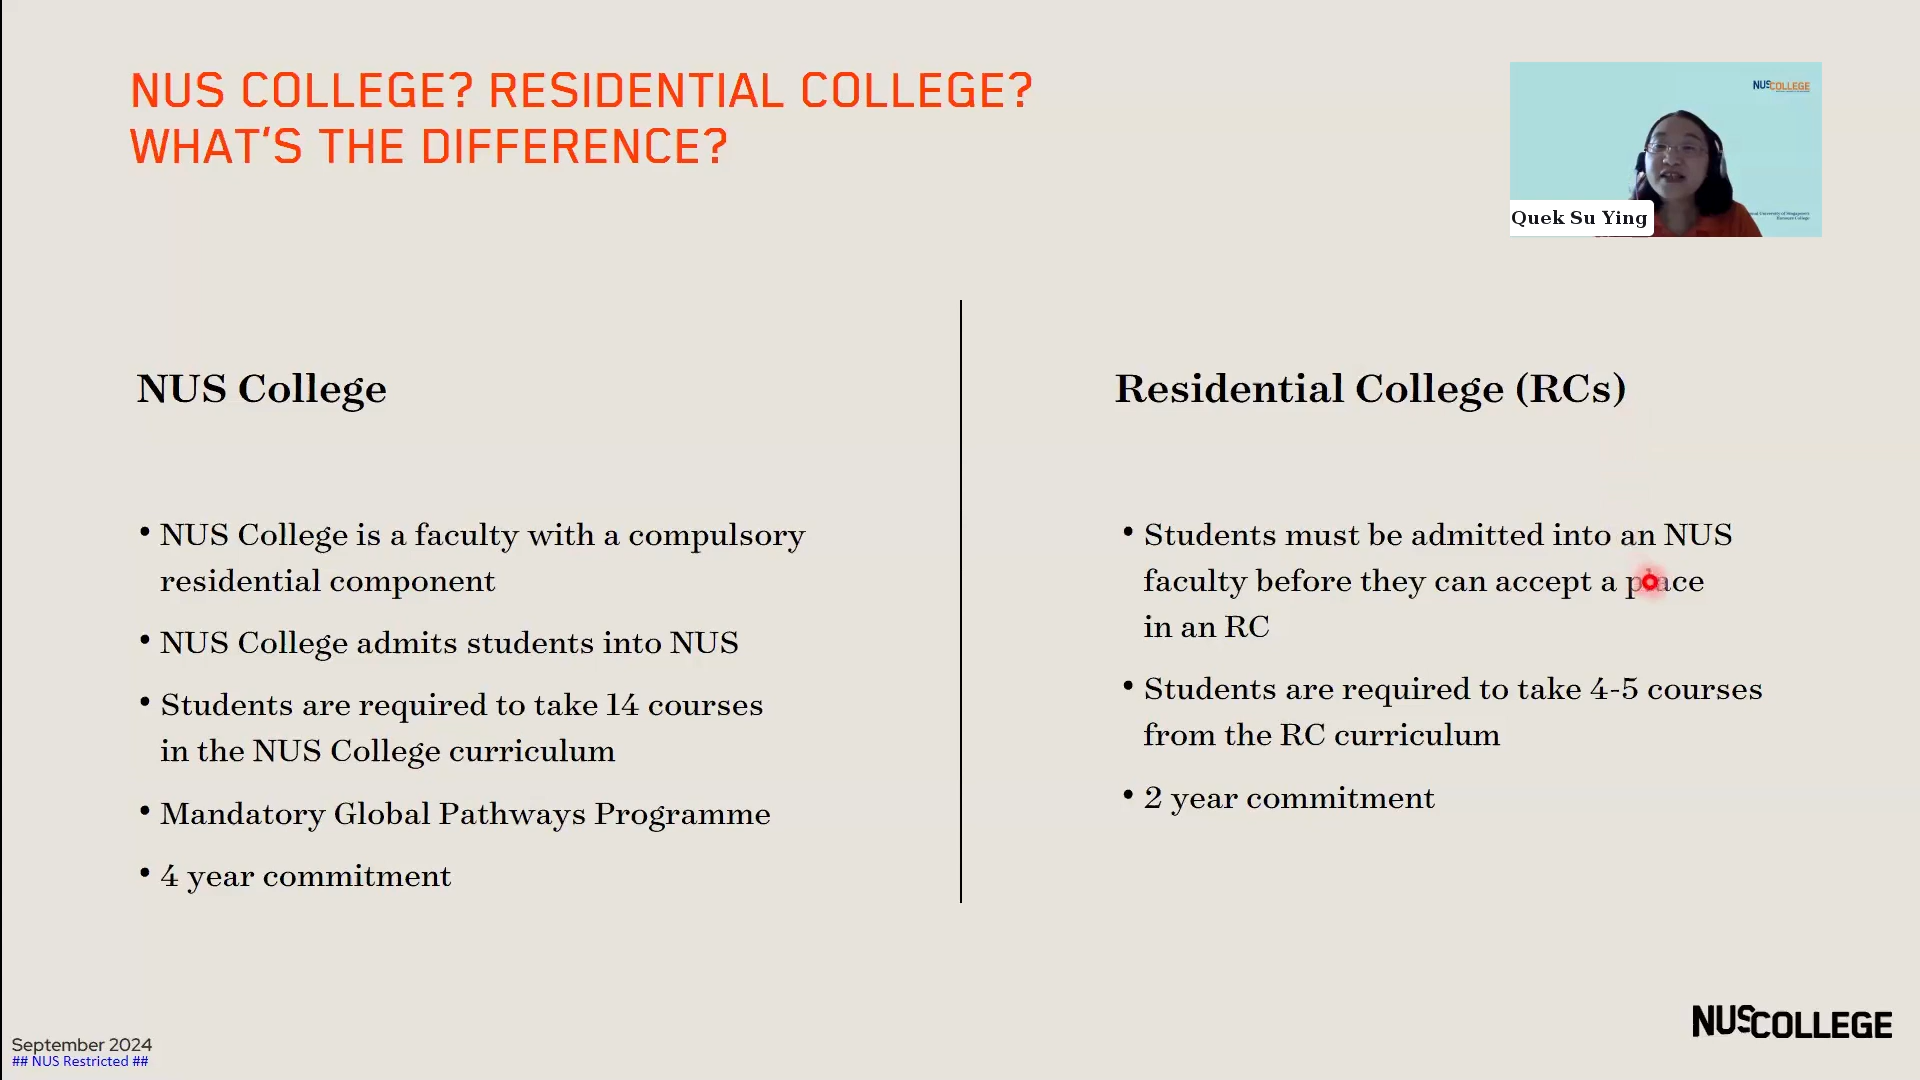 NUS COLLEGE? RESIDENTIAL COLLEGE?
WHAT'S THE DIFFERENCE?
NUSCOLLEGE
Quek Su Ying
NUS College
• NUS College is a faculty with a compulsory
residential component
• NUS College admits students into NUS
• Students are required to take 14 courses
in the NUS College curriculum
• Mandatory Global Pathways Programme
• 4 year commitment
Residential College (RCs)
• Students must be admitted into an NUS
faculty before they can accept a place
in an RC
• Students are required to take 4-5 courses
from the RC curriculum
• 2 year commitment
September 2024
## NUS Restricted ##
NUSCOLLEGE